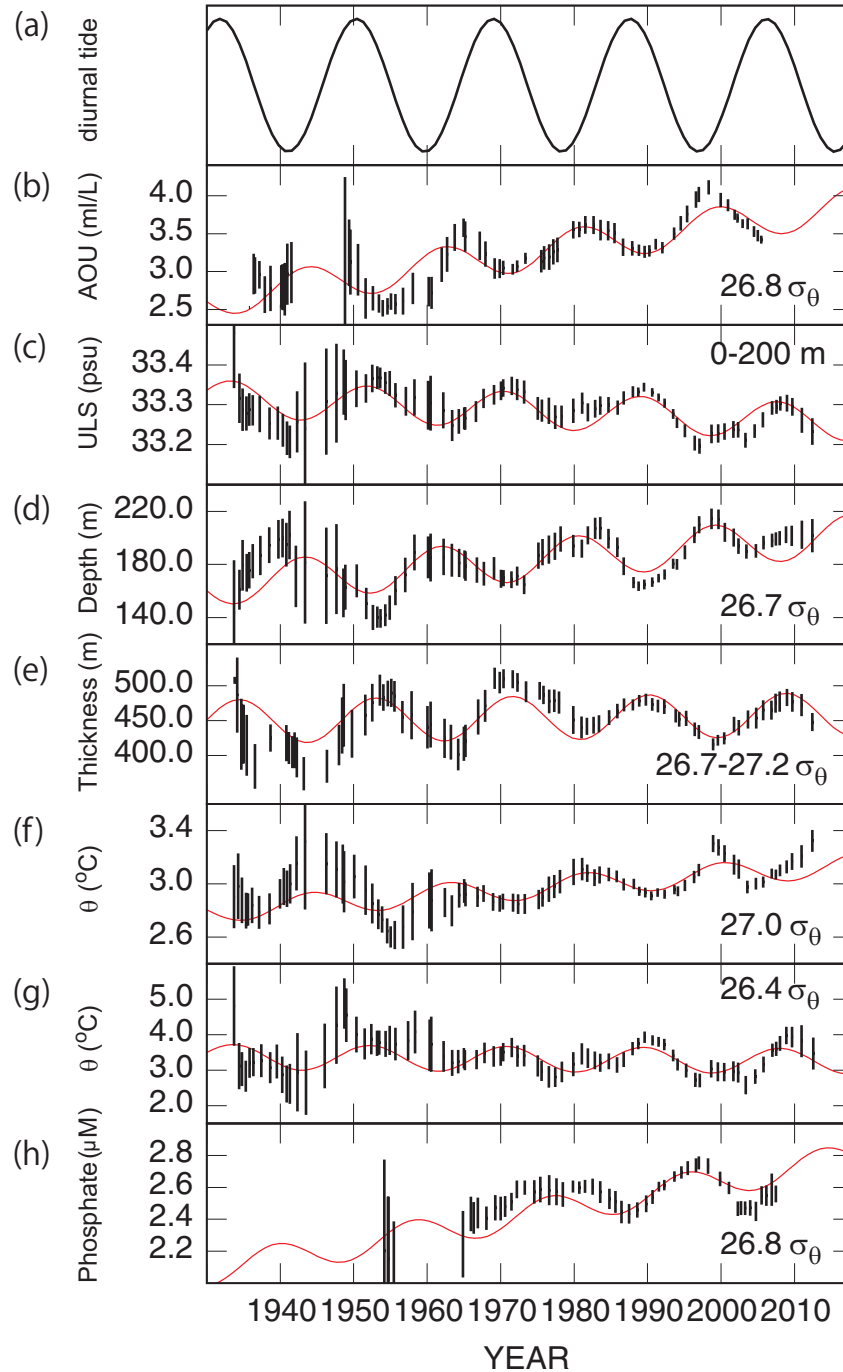 (a)
diurnal tide
(b)
AOU (ml/L)
4.0
3.5
3.0
2.5
26.8 σθ
(c)
ULS (psu)
33.4
33.3
33.2
0-200 m
(d)
Depth (m)
220.0
180.0
140.0
26.7 σθ
(e)
Thickness (m)
500.0
450.0
400.0
26.7-27.2 σθ
(f)
θ (°C)
3.4
3.0
2.6
27.0 σθ
(g)
θ (°C)
5.0
4.0
3.0
2.0
26.4 σθ
(h)
Phosphate (µM)
2.8
2.6
2.4
2.2
26.8 σθ
1940 1950 1960 1970 1980 1990 2000 2010
YEAR